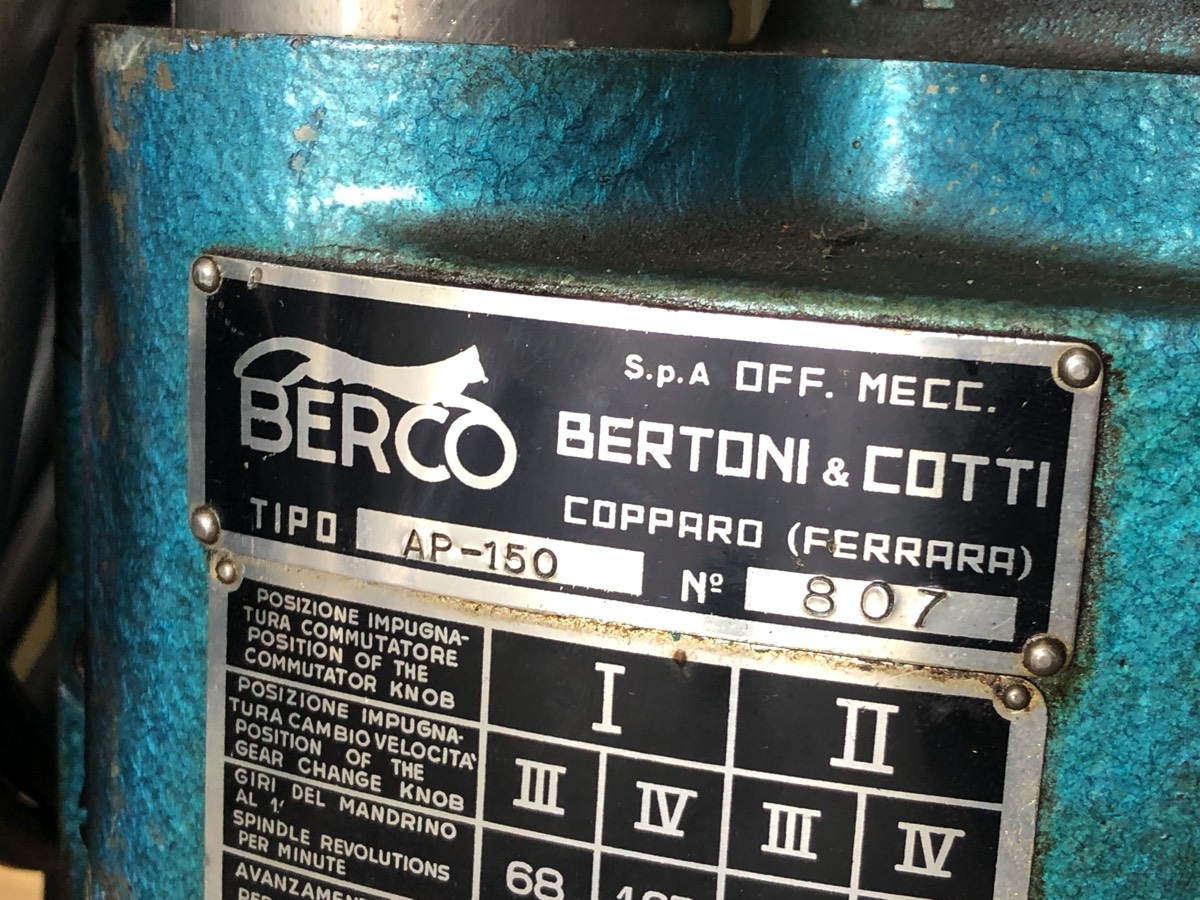 BERCO
S.p.A OFF. MECC.
BERTONI & COTTI
COPPARO (FERRARA)
TIPO AP-150 Nº 807
POSIZIONE IMPUGNA-
TURA COMMUTATORE
POSITION OF THE
COMMUTATOR KNOB
I II
POSIZIONE IMPUGNA-
TURA CAMBIO VELOCITA'
POSITION OF THE
GEAR CHANGE KNOB
III IV III IV
GIRI DEL MANDRINO
AL 1'
SPINDLE REVOLUTIONS
PER MINUTE
68
AVANZAMENTO